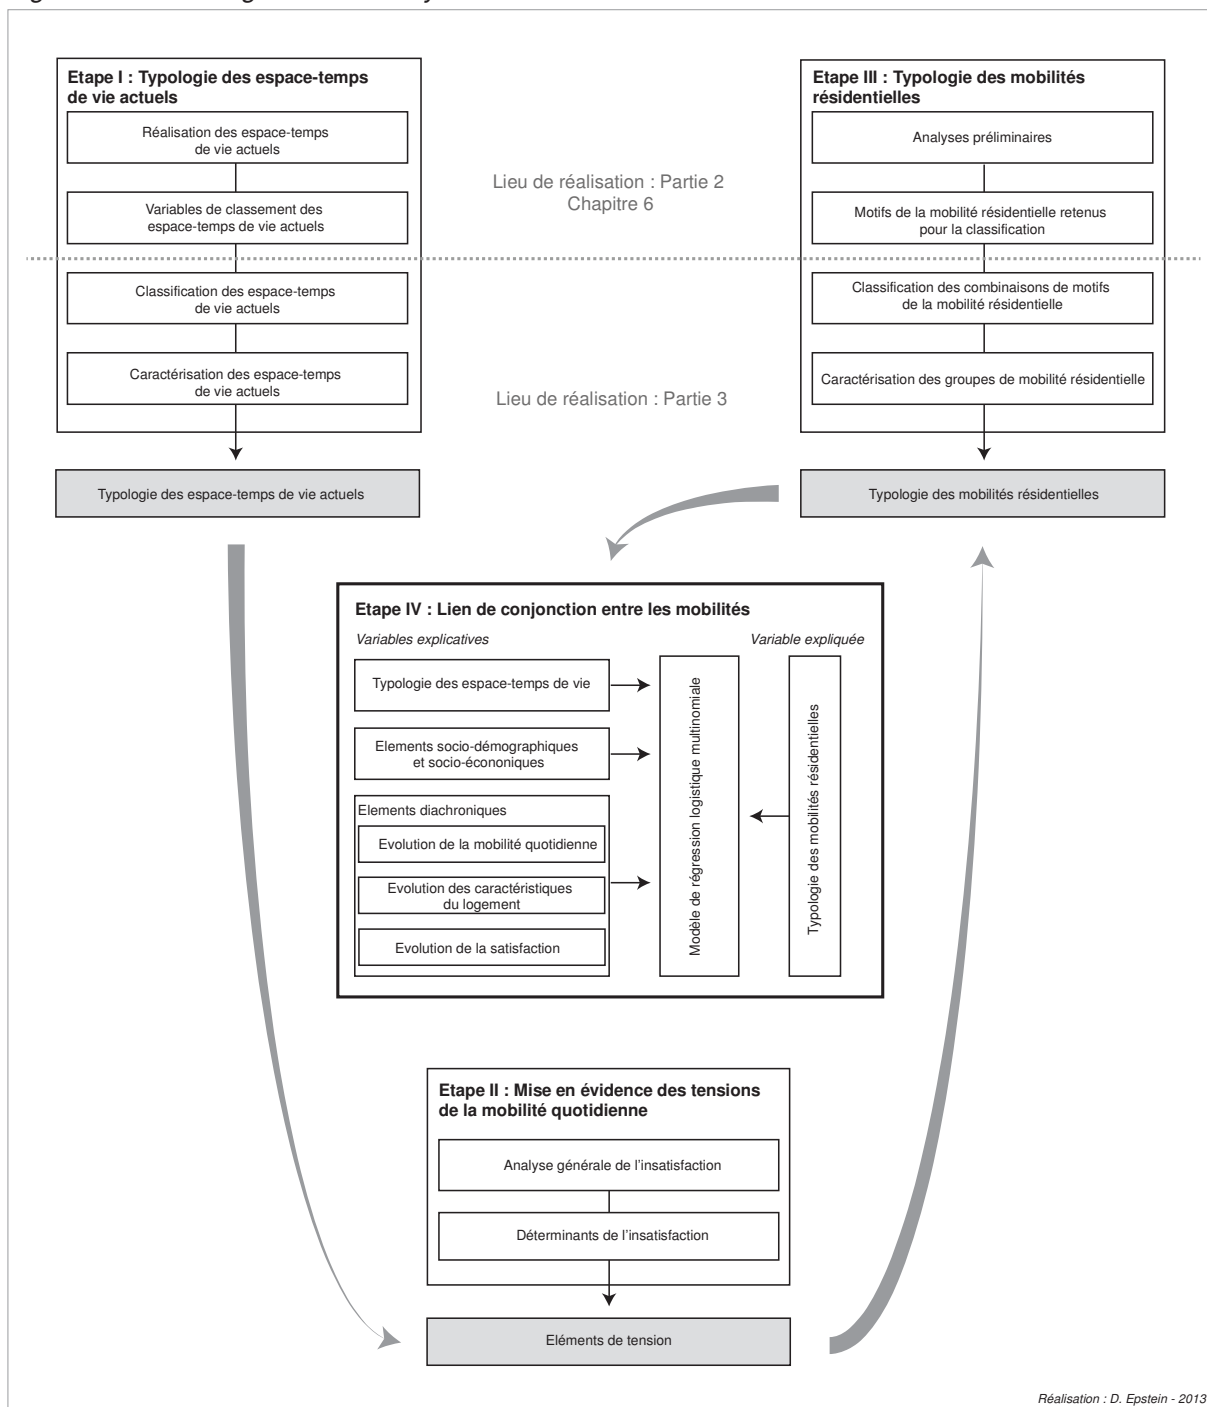 Etape I : Typologie des espace-temps
de vie actuels
Réalisation des espace-temps
de vie actuels
Variables de classement des
espace-temps de vie actuels
Classification des espace-temps
de vie actuels
Caractérisation des espace-temps
de vie actuels
Typologie des espace-temps de vie actuels
Lieu de réalisation : Partie 2
Chapitre 6
Lieu de réalisation : Partie 3
Etape III : Typologie des mobilités
résidentielles
Analyses préliminaires
Motifs de la mobilité résidentielle retenus
pour la classification
Classification des combinaisons de motifs
de la mobilité résidentielle
Caractérisation des groupes de mobilité résidentielle
Typologie des mobilités résidentielles
Etape IV : Lien de conjonction entre les mobilités
Variables explicatives
Variable expliquée
Typologie des espace-temps de vie
Elements socio-démographiques
et socio-écononiques
Elements diachroniques
Evolution de la mobilité quotidienne
Evolution des caractéristiques
du logement
Evolution de la satisfaction
Modèle de régression logistique multinomiale
Typologie des mobilités résidentielles
Etape II : Mise en évidence des tensions
de la mobilité quotidienne
Analyse générale de l'insatisfaction
Déterminants de l'insatisfaction
Eléments de tension
Réalisation : D. Epstein - 2013